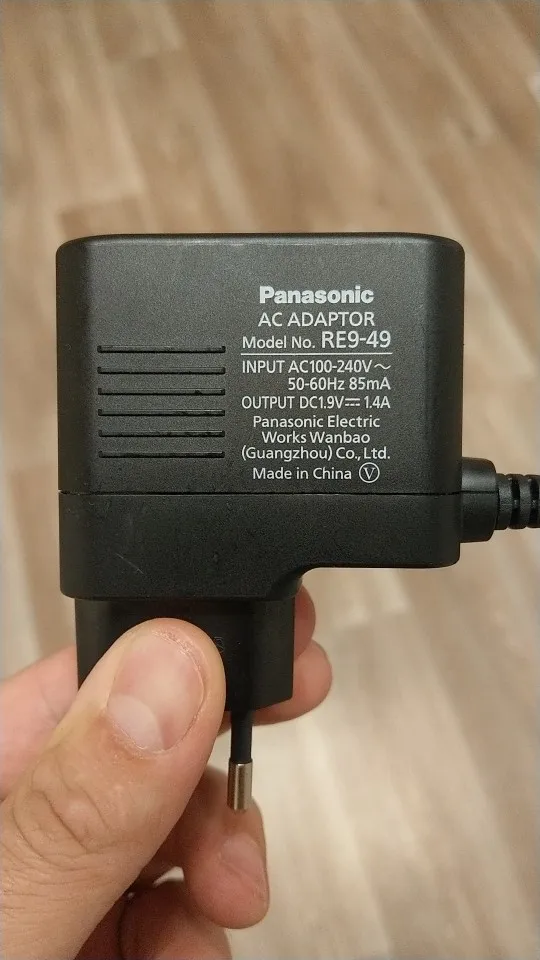 Panasonic
AC ADAPTOR
Model No. RE9-49
INPUT AC100-240V～
50-60Hz 85mA
OUTPUT DC1.9V⎓ 1.4A
Panasonic Electric
Works Wanbao
(Guangzhou) Co., Ltd.
Made in China Ⓥ